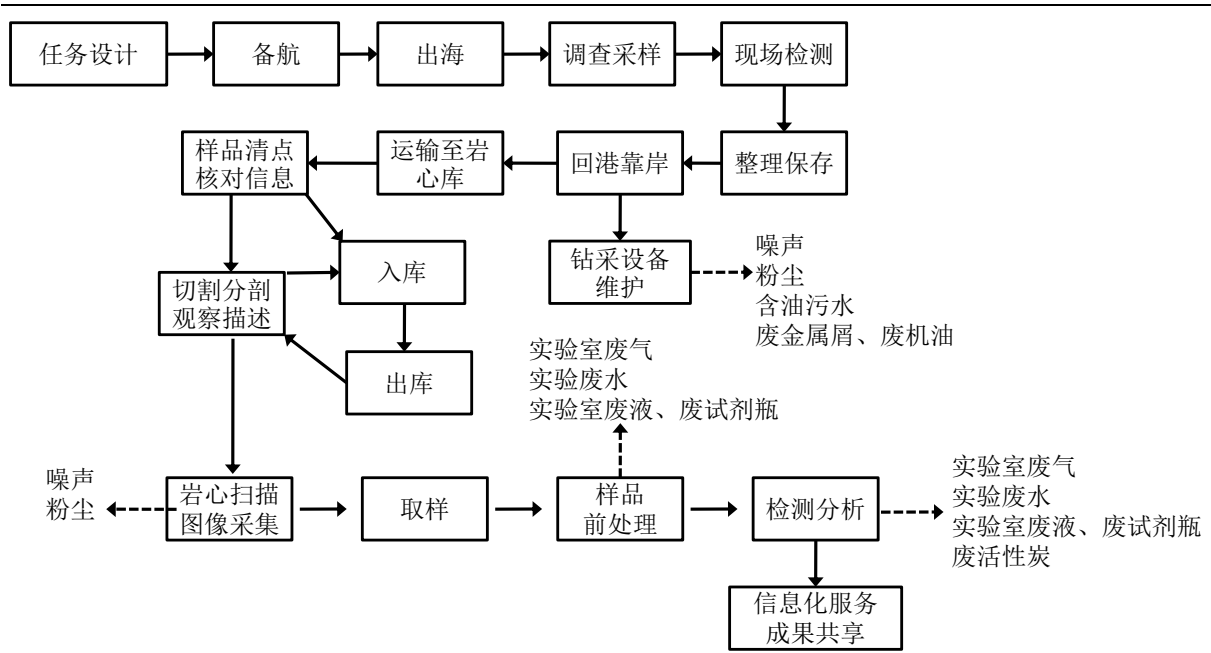 任务设计
备航
出海
调查采样
现场检测
样品清点
核对信息
运输至岩
心库
回港靠岸
整理保存
钻采设备
维护
噪声
粉尘
含油污水
废金属屑、废机油
入库
切割分剖
观察描述
出库
实验室废气
实验废水
实验室废液、废试剂瓶
噪声
粉尘
岩心扫描
图像采集
取样
样品
前处理
检测分析
实验室废气
实验废水
实验室废液、废试剂瓶
废活性炭
信息化服务
成果共享